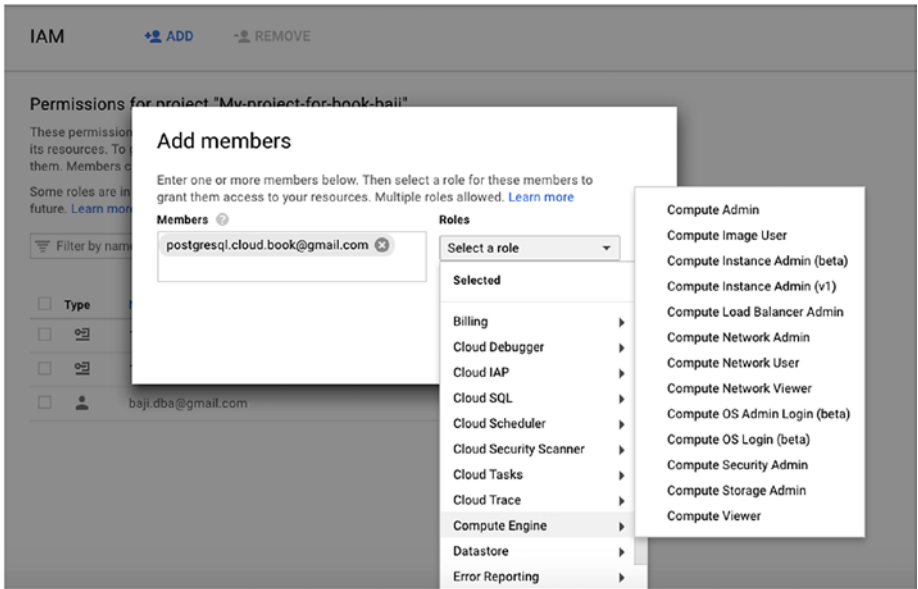 IAM
ADD
REMOVE
Permissions for project "My-project-for-book-baji"
These permission
its resources. To
them. Members c
Some roles are in
future. Learn mor
Filter by nam
Type
baji.dba@gmail.com
Add members
Enter one or more members below. Then select a role for these members to
grant them access to your resources. Multiple roles allowed. Learn more
Members
Roles
postgresql.cloud.book@gmail.com
Select a role
Selected
Billing
Cloud Debugger
Cloud IAP
Cloud SQL
Cloud Scheduler
Cloud Security Scanner
Cloud Tasks
Cloud Trace
Compute Engine
Datastore
Error Reporting
Compute Admin
Compute Image User
Compute Instance Admin (beta)
Compute Instance Admin (v1)
Compute Load Balancer Admin
Compute Network Admin
Compute Network User
Compute Network Viewer
Compute OS Admin Login (beta)
Compute OS Login (beta)
Compute Security Admin
Compute Storage Admin
Compute Viewer